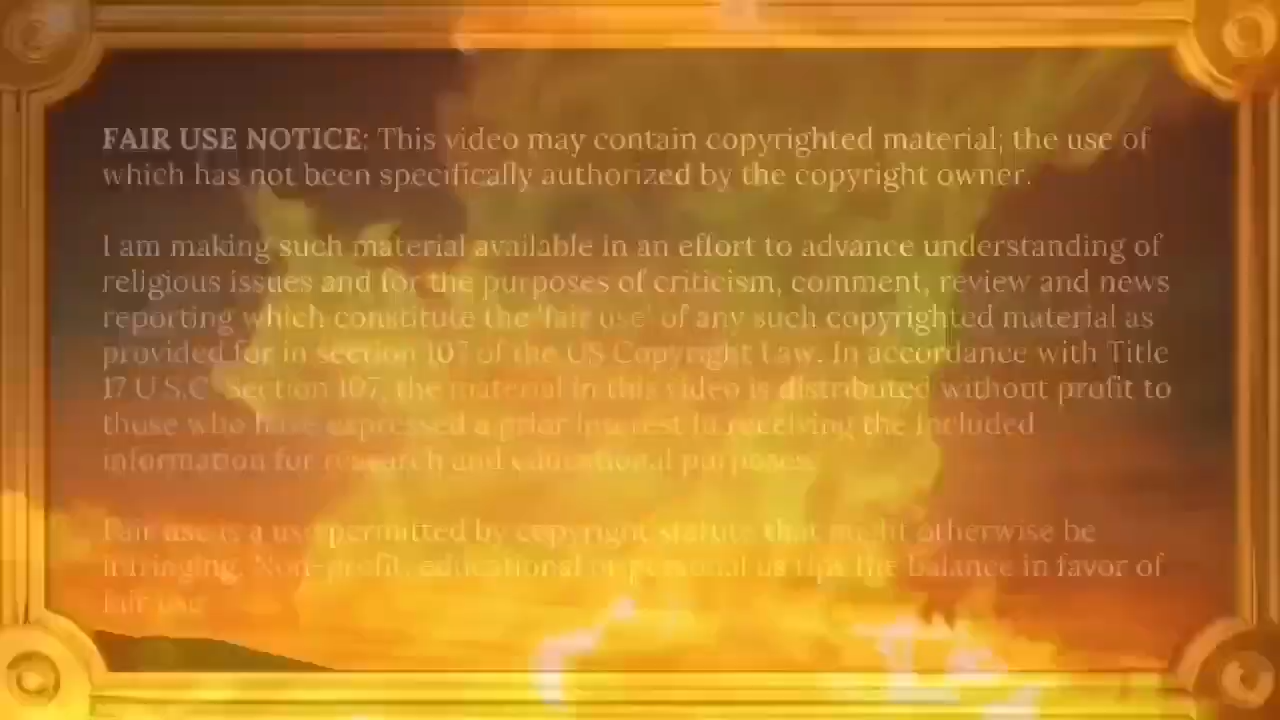 FAIR USE NOTICE: This video may contain copyrighted material; the use of
which has not been specifically authorized by the copyright owner.
I am making such material available in an effort to advance understanding of
religious issues and for the purposes of criticism, comment, review and news
reporting which constitute the 'fair use' of any such copyrighted material as
provided for in section 107 of the US Copyright Law. In accordance with Title
17 U.S.C. Section 107, the material in this video is distributed without profit to
those who have expressed a prior interest in receiving the included
information for research and educational purposes.
Fair use is a use permitted by copyright statute that might otherwise be
infringing. Non-profit, educational or personal us tips the balance in favor of
fair use